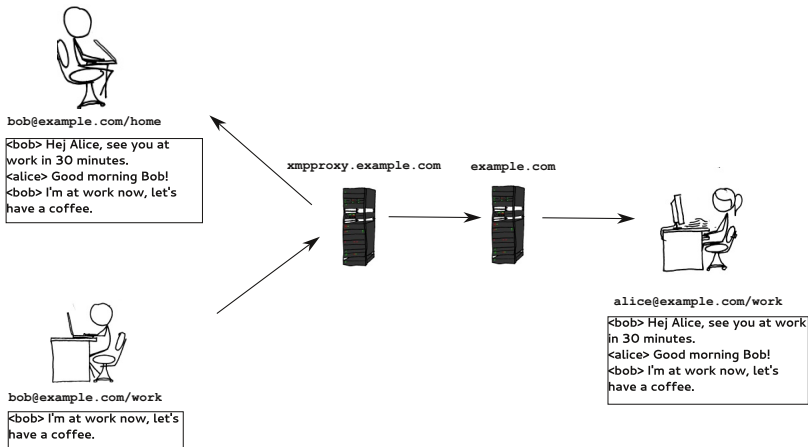 bob@example.com/home
<bob> Hej Alice, see you at
work in 30 minutes.
<alice> Good morning Bob!
<bob> I'm at work now, let's
have a coffee.
xmpproxy.example.com
example.com
alice@example.com/work
<bob> Hej Alice, see you at work
in 30 minutes.
<alice> Good morning Bob!
<bob> I'm at work now, let's
have a coffee.
bob@example.com/work
<bob> I'm at work now, let's
have a coffee.